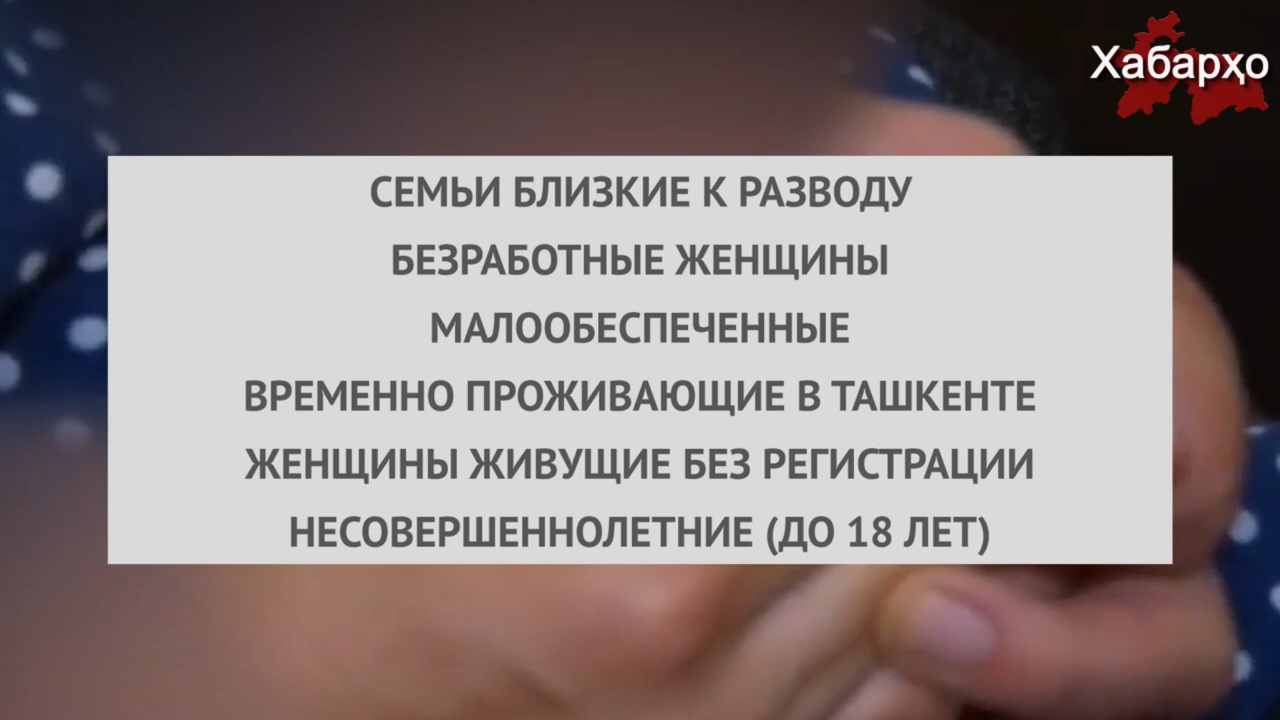 Хабарҳо
СЕМЬИ БЛИЗКИЕ К РАЗВОДУ
БЕЗРАБОТНЫЕ ЖЕНЩИНЫ
МАЛООБЕСПЕЧЕННЫЕ
ВРЕМЕННО ПРОЖИВАЮЩИЕ В ТАШКЕНТЕ
ЖЕНЩИНЫ ЖИВУЩИЕ БЕЗ РЕГИСТРАЦИИ
НЕСОВЕРШЕННОЛЕТНИЕ (ДО 18 ЛЕТ)